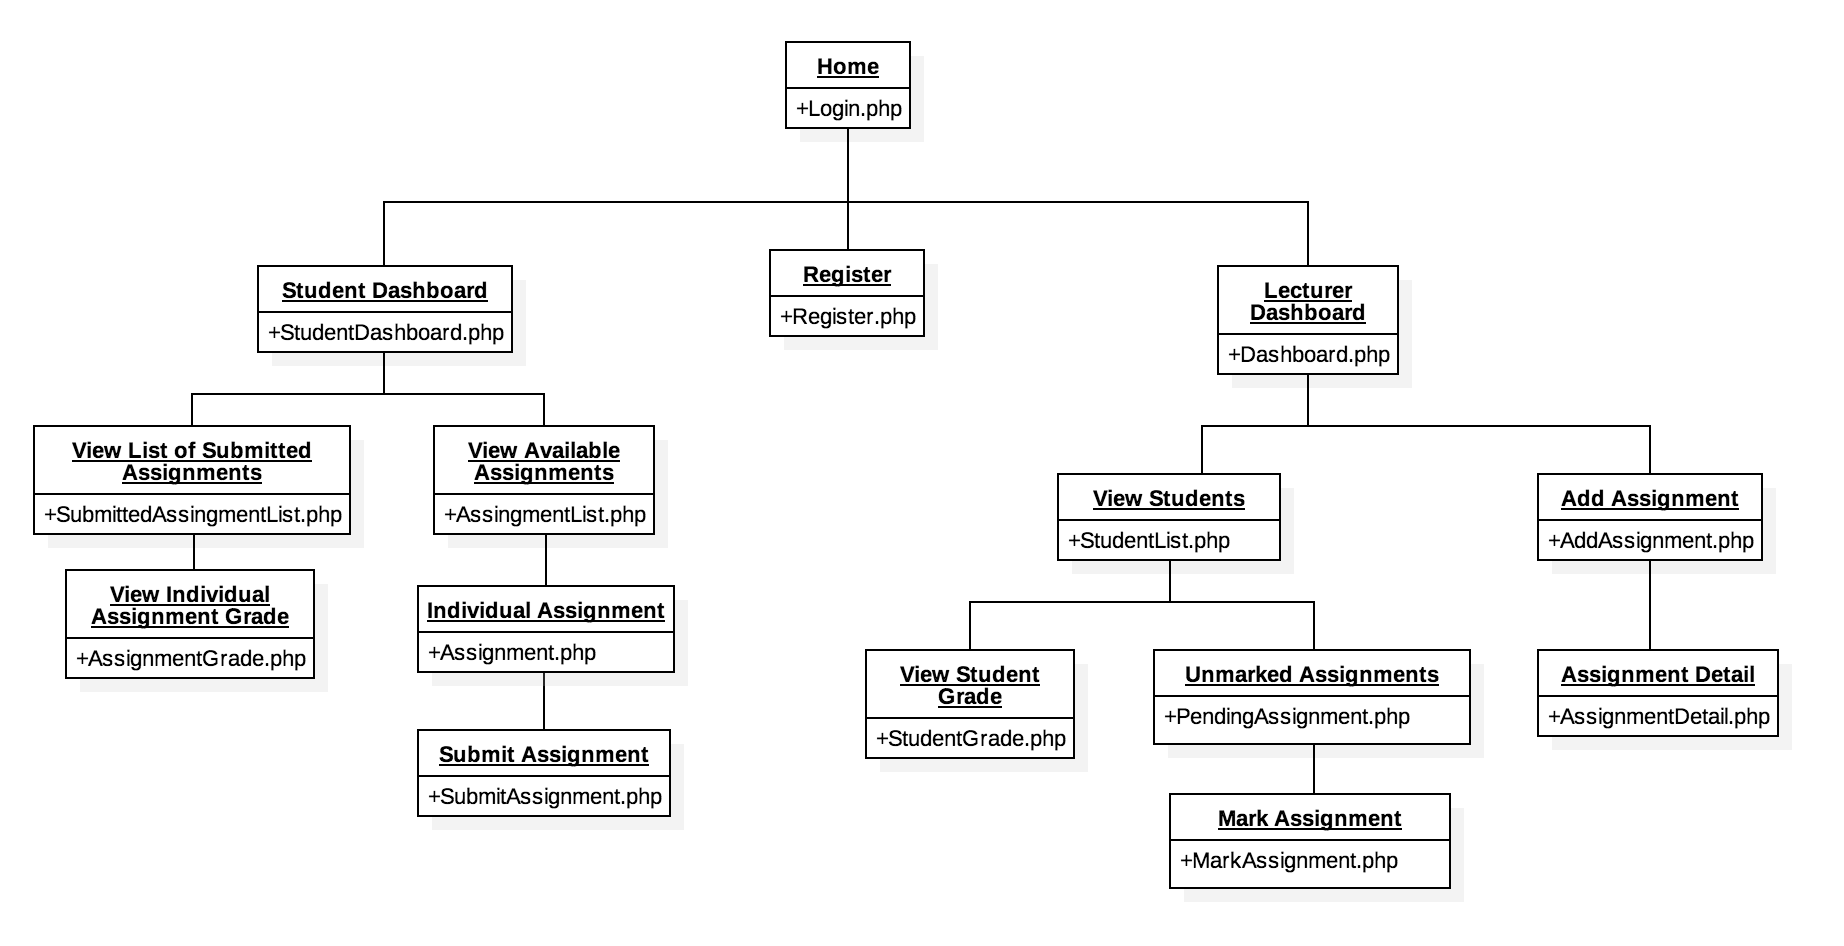 Home
+Login.php
Student Dashboard
+StudentDashboard.php
Register
+Register.php
Lecturer
Dashboard
+Dashboard.php
View List of Submitted
Assignments
+SubmittedAssingmentList.php
View Available
Assignments
+AssingmentList.php
View Students
+StudentList.php
Add Assignment
+AddAssignment.php
View Individual
Assignment Grade
+AssignmentGrade.php
Individual Assignment
+Assignment.php
View Student
Grade
+StudentGrade.php
Unmarked Assignments
+PendingAssignment.php
Assignment Detail
+AssignmentDetail.php
Submit Assignment
+SubmitAssignment.php
Mark Assignment
+MarkAssignment.php